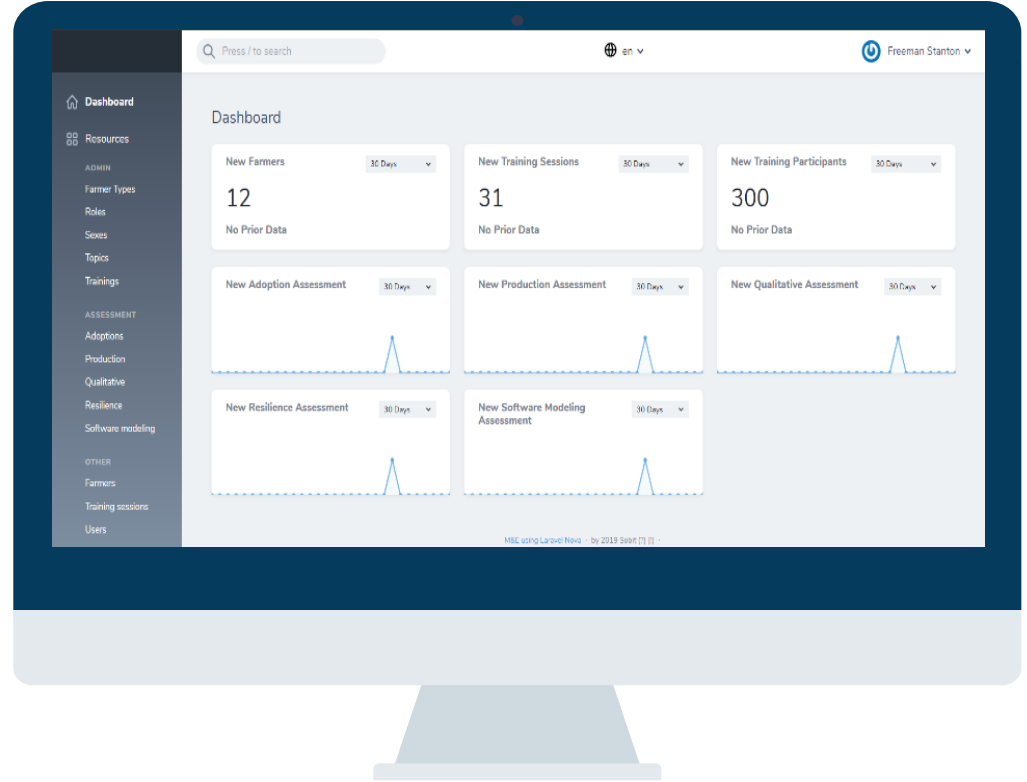 Press / to search
en
Freeman Stanton
Dashboard
Resources
ADMIN
Farmer Types
Roles
Sexes
Topics
Trainings
ASSESSMENT
Adoptions
Production
Qualitative
Resilience
Software modeling
OTHER
Farmers
Training sessions
Users
Dashboard
New Farmers
30 Days
12
No Prior Data
New Training Sessions
30 Days
31
No Prior Data
New Training Participants
30 Days
300
No Prior Data
New Adoption Assessment
30 Days
New Production Assessment
30 Days
New Qualitative Assessment
30 Days
New Resilience Assessment
30 Days
New Software Modeling
Assessment
30 Days
M&E using Laravel Nova · by 2019 ·